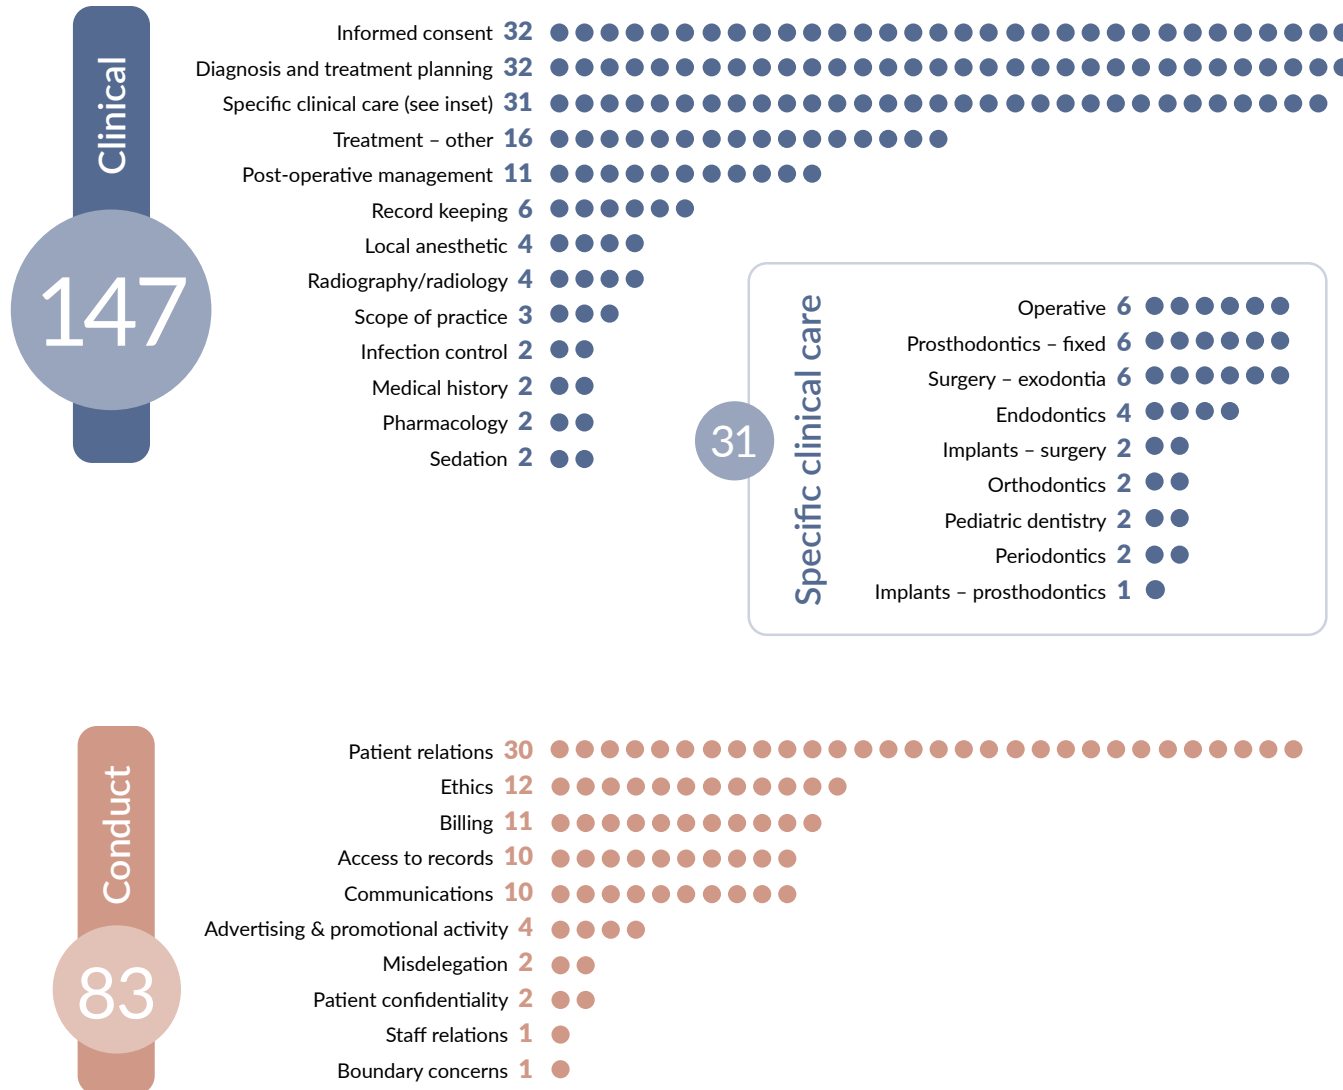 Clinical
147
Informed consent 32
Diagnosis and treatment planning 32
Specific clinical care (see inset) 31
Treatment – other 16
Post-operative management 11
Record keeping 6
Local anesthetic 4
Radiography/radiology 4
Scope of practice 3
Infection control 2
Medical history 2
Pharmacology 2
Sedation 2
31
Specific clinical care
Operative 6
Prosthodontics – fixed 6
Surgery – exodontia 6
Endodontics 4
Implants – surgery 2
Orthodontics 2
Pediatric dentistry 2
Periodontics 2
Implants – prosthodontics 1
Conduct
83
Patient relations 30
Ethics 12
Billing 11
Access to records 10
Communications 10
Advertising & promotional activity 4
Misdelegation 2
Patient confidentiality 2
Staff relations 1
Boundary concerns 1